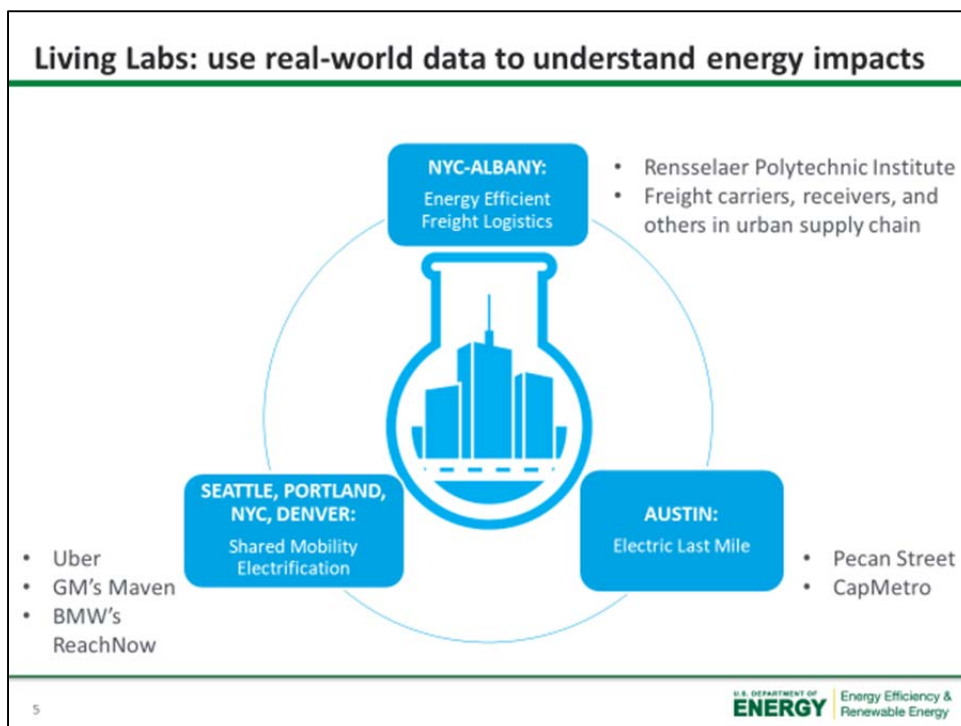 Living Labs: use real-world data to understand energy impacts
NYC-ALBANY:
Energy Efficient
Freight Logistics
• Rensselaer Polytechnic Institute
• Freight carriers, receivers, and
others in urban supply chain
SEATTLE, PORTLAND,
NYC, DENVER:
Shared Mobility
Electrification
• Uber
• GM's Maven
• BMW's
ReachNow
AUSTIN:
Electric Last Mile
• Pecan Street
• CapMetro
5
U.S. DEPARTMENT OF
ENERGY
Energy Efficiency &
Renewable Energy